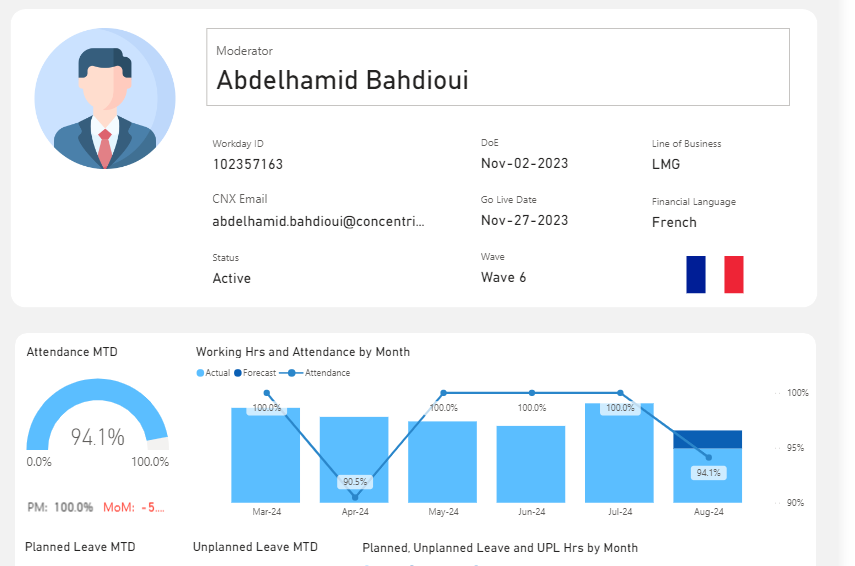 Moderator
Abdelhamid Bahdioui
Workday ID
102357163
DoE
Nov-02-2023
Line of Business
LMG
CNX Email
abdelhamid.bahdioui@concentri...
Go Live Date
Nov-27-2023
Financial Language
French
Status
Active
Wave
Wave 6
Attendance MTD
94.1%
0.0% 100.0%
PM: 100.0% MoM: -5....
Working Hrs and Attendance by Month
Actual Forecast Attendance
100.0% 90.5% 100.0% 100.0% 100.0% 94.1%
100%
95%
90%
Mar-24 Apr-24 May-24 Jun-24 Jul-24 Aug-24
Planned Leave MTD
Unplanned Leave MTD
Planned, Unplanned Leave and UPL Hrs by Month